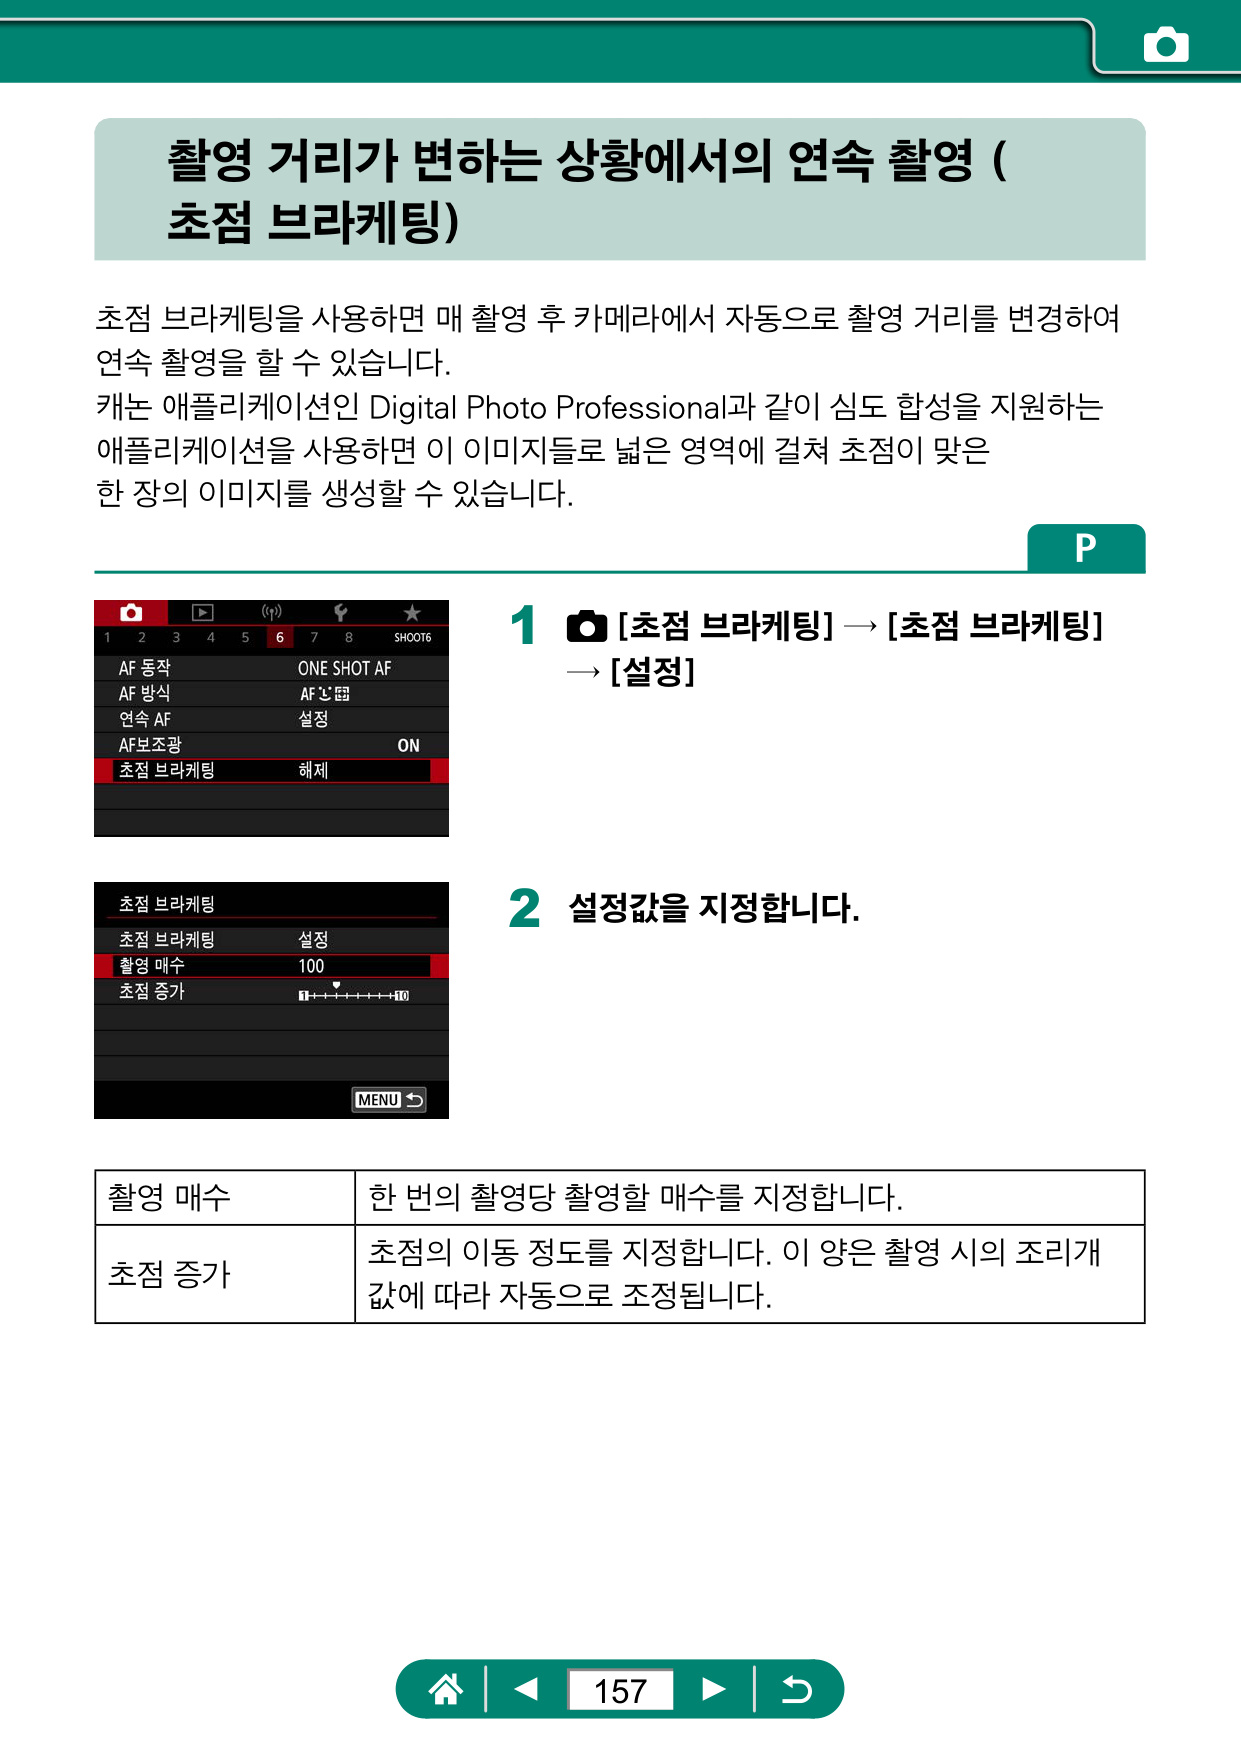 촬영 거리가 변하는 상황에서의 연속 촬영 (
초점 브라케팅)
초점 브라케팅을 사용하면 매 촬영 후 카메라에서 자동으로 촬영 거리를 변경하여
연속 촬영을 할 수 있습니다.
캐논 애플리케이션인 Digital Photo Professional과 같이 심도 합성을 지원하는
애플리케이션을 사용하면 이 이미지들로 넓은 영역에 걸쳐 초점이 맞은
한 장의 이미지를 생성할 수 있습니다.
P
1 2 3 4 5 6 7 8 SHOOT6
AF 동작 ONE SHOT AF
AF 방식 AF
연속 AF 설정
AF보조광 ON
초점 브라케팅 해제
1 [초점 브라케팅] → [초점 브라케팅]
→ [설정]
초점 브라케팅
초점 브라케팅 설정
촬영 매수 100
초점 증가 1 10
MENU
2 설정값을 지정합니다.
촬영 매수 한 번의 촬영당 촬영할 매수를 지정합니다.
초점 증가 초점의 이동 정도를 지정합니다. 이 양은 촬영 시의 조리개
값에 따라 자동으로 조정됩니다.
157